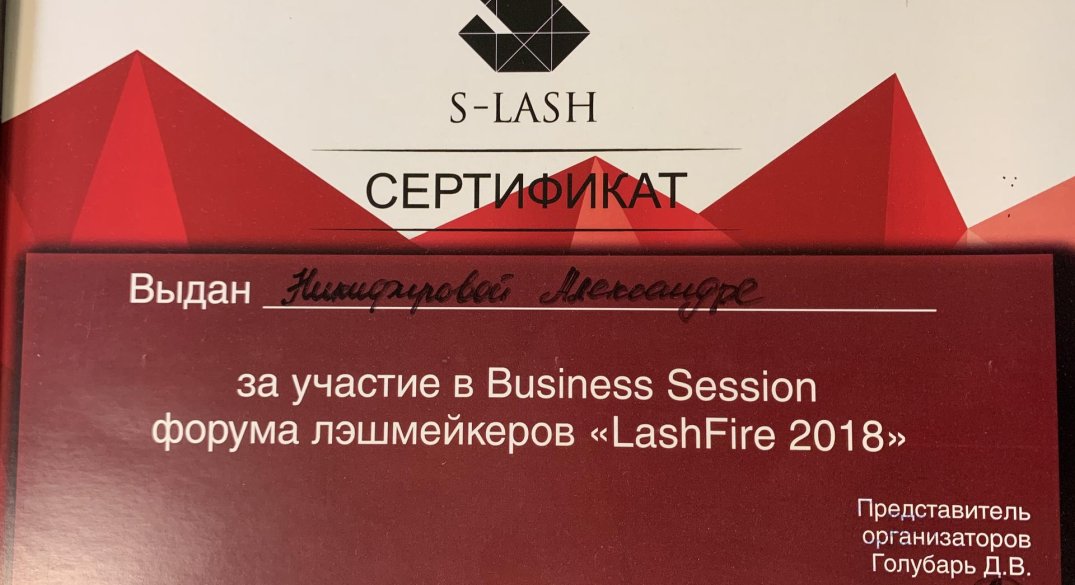 S-LASH
СЕРТИФИКАТ
Выдан Никифоровой Александре
за участие в Business Session
форума лэшмейкеров «LashFire 2018»
Представитель
организаторов
Голубарь Д.В.